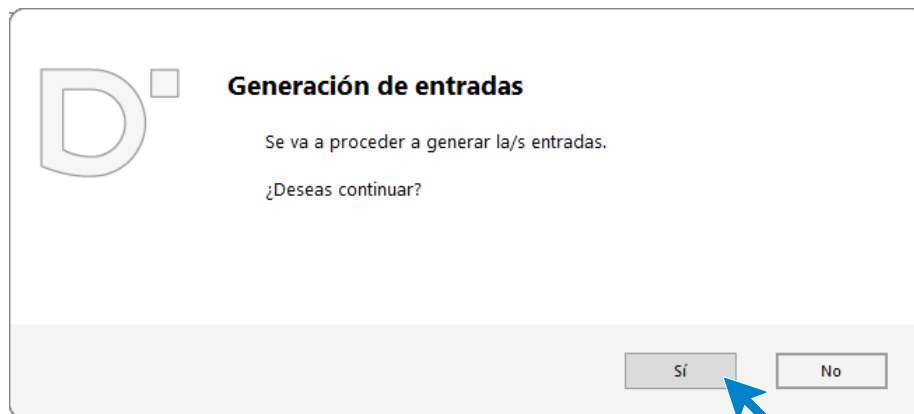 Generación de entradas
Se va a proceder a generar la/s entradas.
¿Deseas continuar?
Sí
No